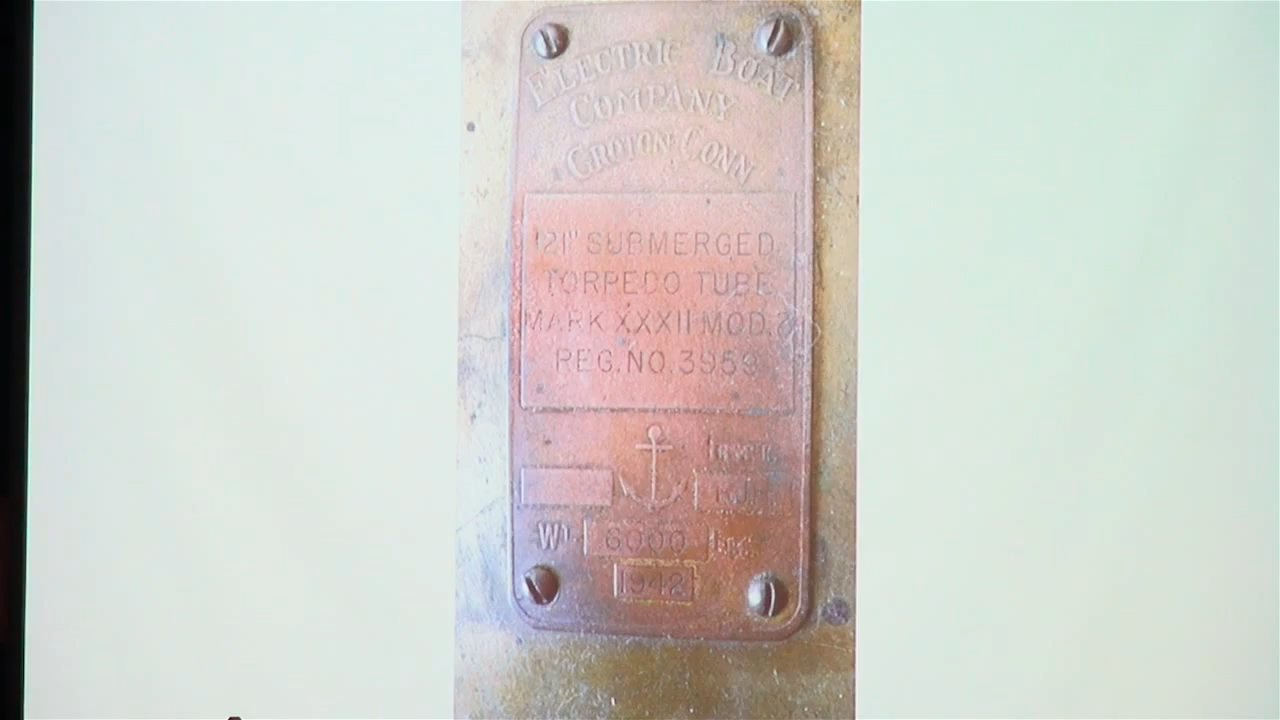 ELECTRIC BOAT
COMPANY
GROTON-CONN
21" SUBMERGED
TORPEDO TUBE
MARK XXXII MOD. 2
REG. NO. 3959
WT. 6000 LBS.
1942